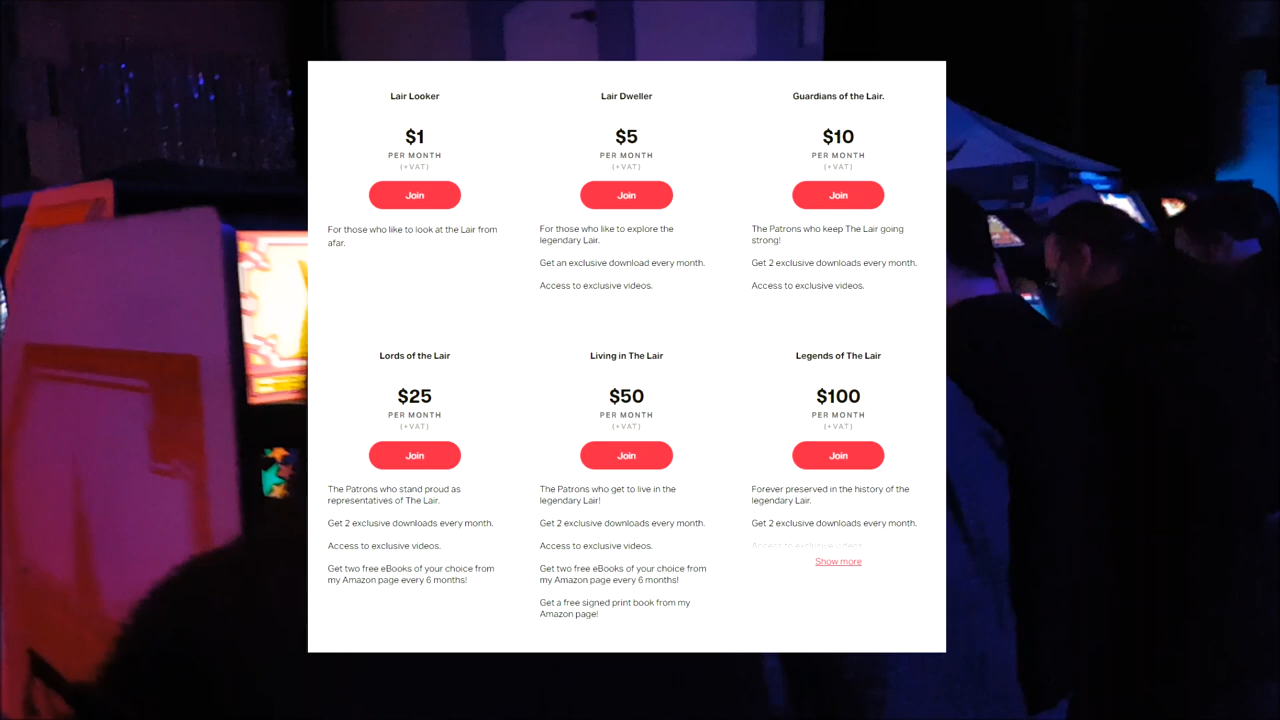 Lair Looker
$1
PER MONTH
(+VAT)
Join
For those who like to look at the Lair from
afar.
Lair Dweller
$5
PER MONTH
(+VAT)
Join
For those who like to explore the
legendary Lair.
Get an exclusive download every month.
Access to exclusive videos.
Guardians of the Lair.
$10
PER MONTH
(+VAT)
Join
The Patrons who keep The Lair going
strong!
Get 2 exclusive downloads every month.
Access to exclusive videos.
Lords of the Lair
$25
PER MONTH
(+VAT)
Join
The Patrons who stand proud as
representatives of The Lair.
Get 2 exclusive downloads every month.
Access to exclusive videos.
Get two free eBooks of your choice from
my Amazon page every 6 months!
Living in The Lair
$50
PER MONTH
(+VAT)
Join
The Patrons who get to live in the
legendary Lair!
Get 2 exclusive downloads every month.
Access to exclusive videos.
Get two free eBooks of your choice from
my Amazon page every 6 months!
Get a free signed print book from my
Amazon page!
Legends of The Lair
$100
PER MONTH
(+VAT)
Join
Forever preserved in the history of the
legendary Lair.
Get 2 exclusive downloads every month.
Access to exclusive videos.
Show more